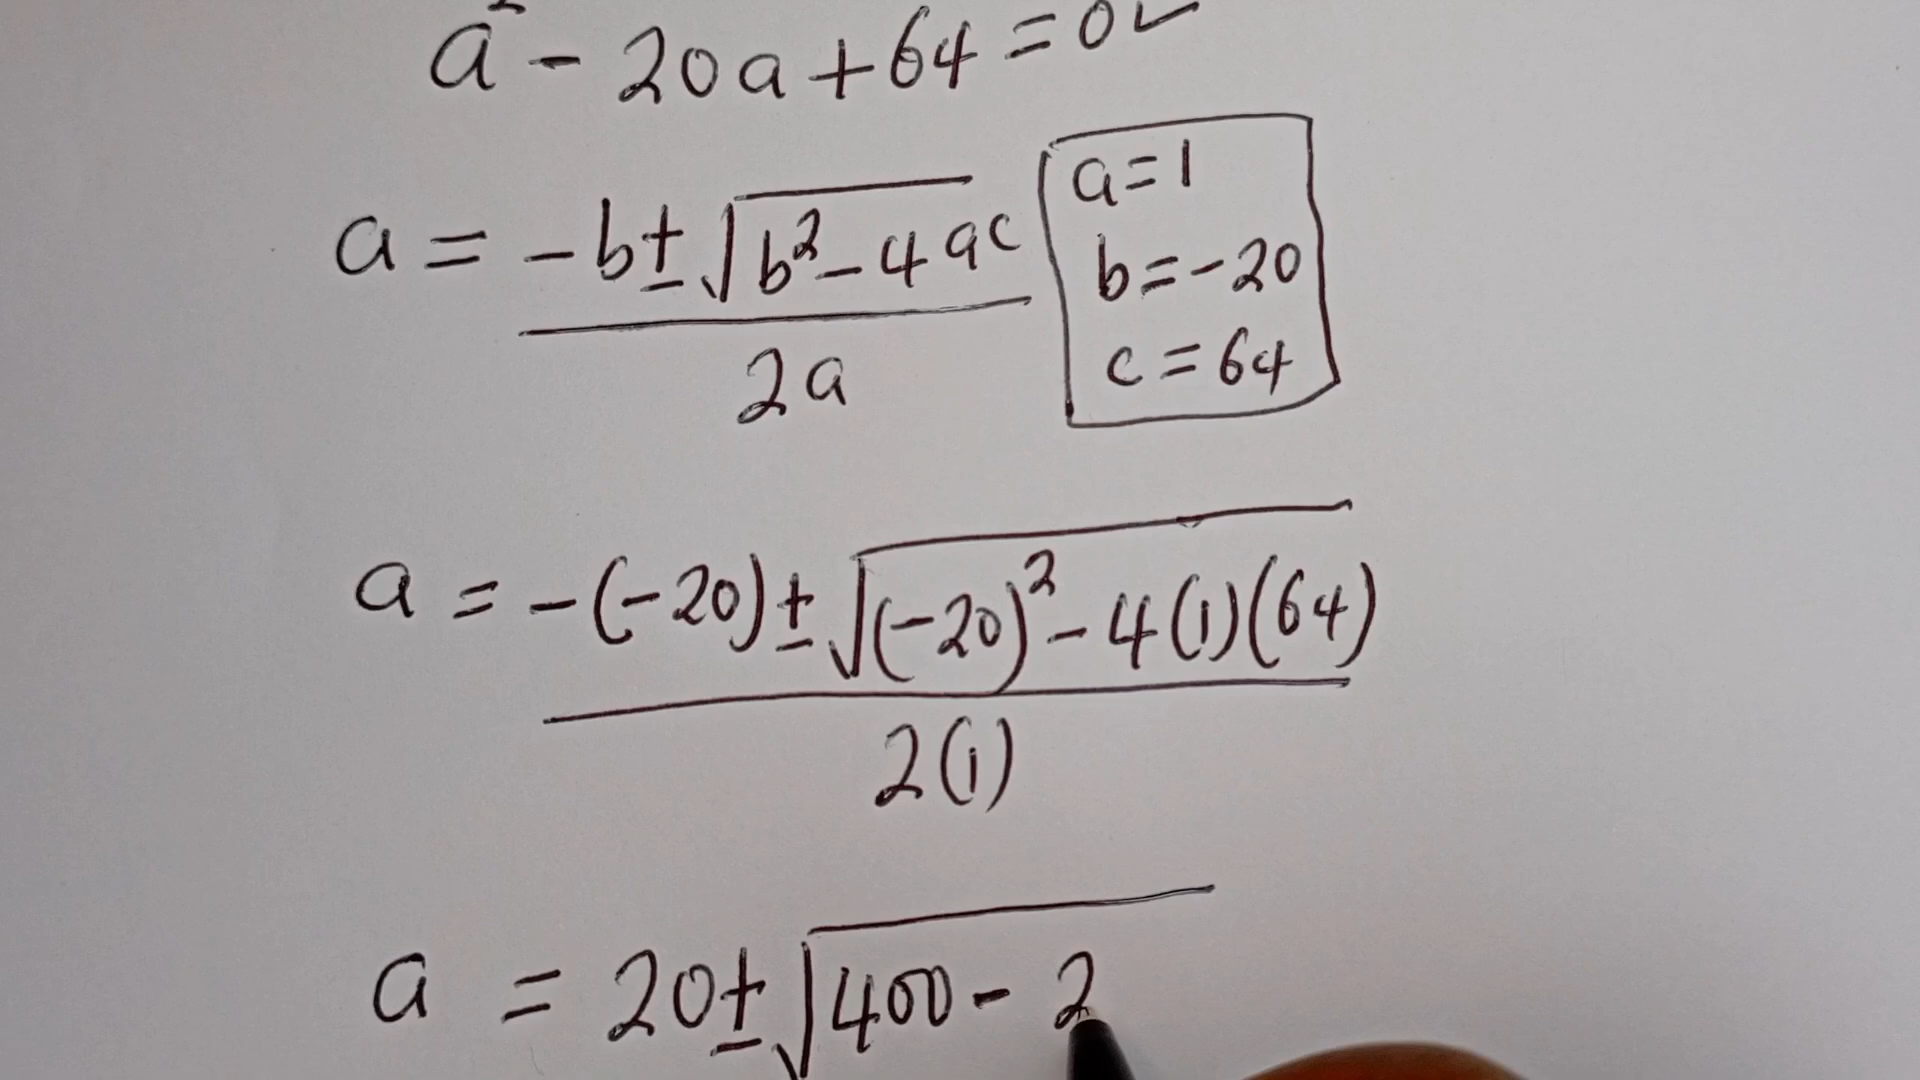 a² - 20a + 64 = 0 ✓
a = -b ± √b² - 4ac / 2a
a = 1
b = -20
c = 64
a = -(-20) ± √(-20)² - 4(1)(64) / 2(1)
a = 20 ± √400 - 2